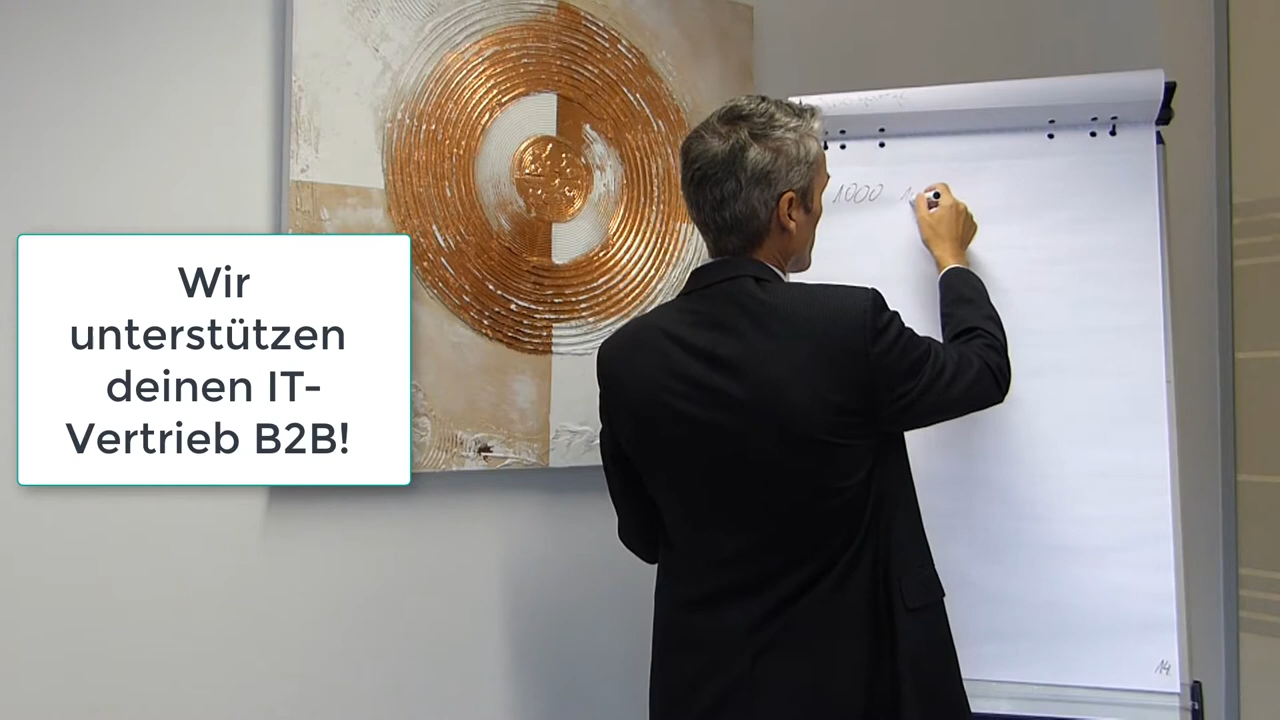 Wir
unterstützen
deinen IT-
Vertrieb B2B!
1000
14